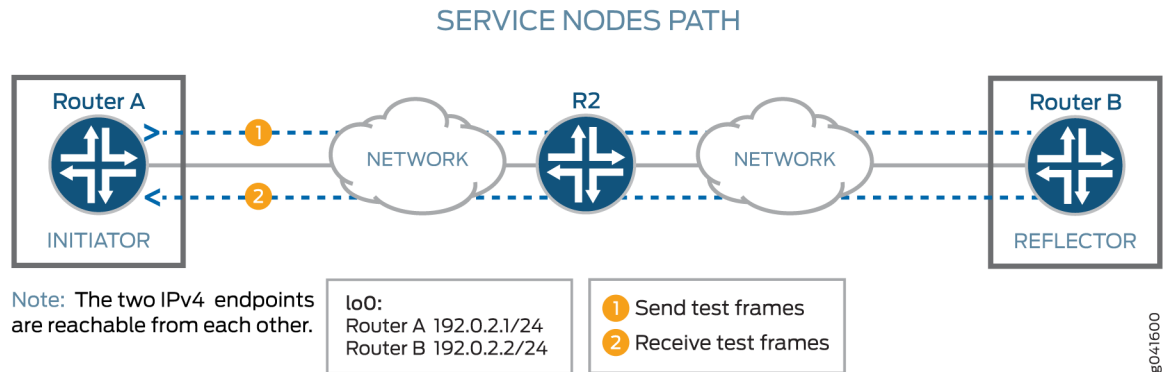 SERVICE NODES PATH
Router A
R2
Router B
1
NETWORK
NETWORK
2
INITIATOR
REFLECTOR
Note: The two IPv4 endpoints
are reachable from each other.
lo0:
Router A 192.0.2.1/24
Router B 192.0.2.2/24
1 Send test frames
2 Receive test frames
g041600